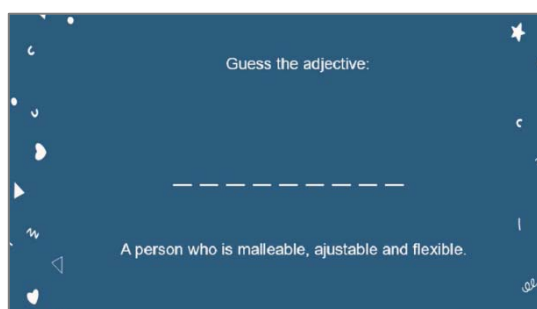 Guess the adjective:
_ _ _ _ _ _ _ _ _
A person who is malleable, ajustable and flexible.